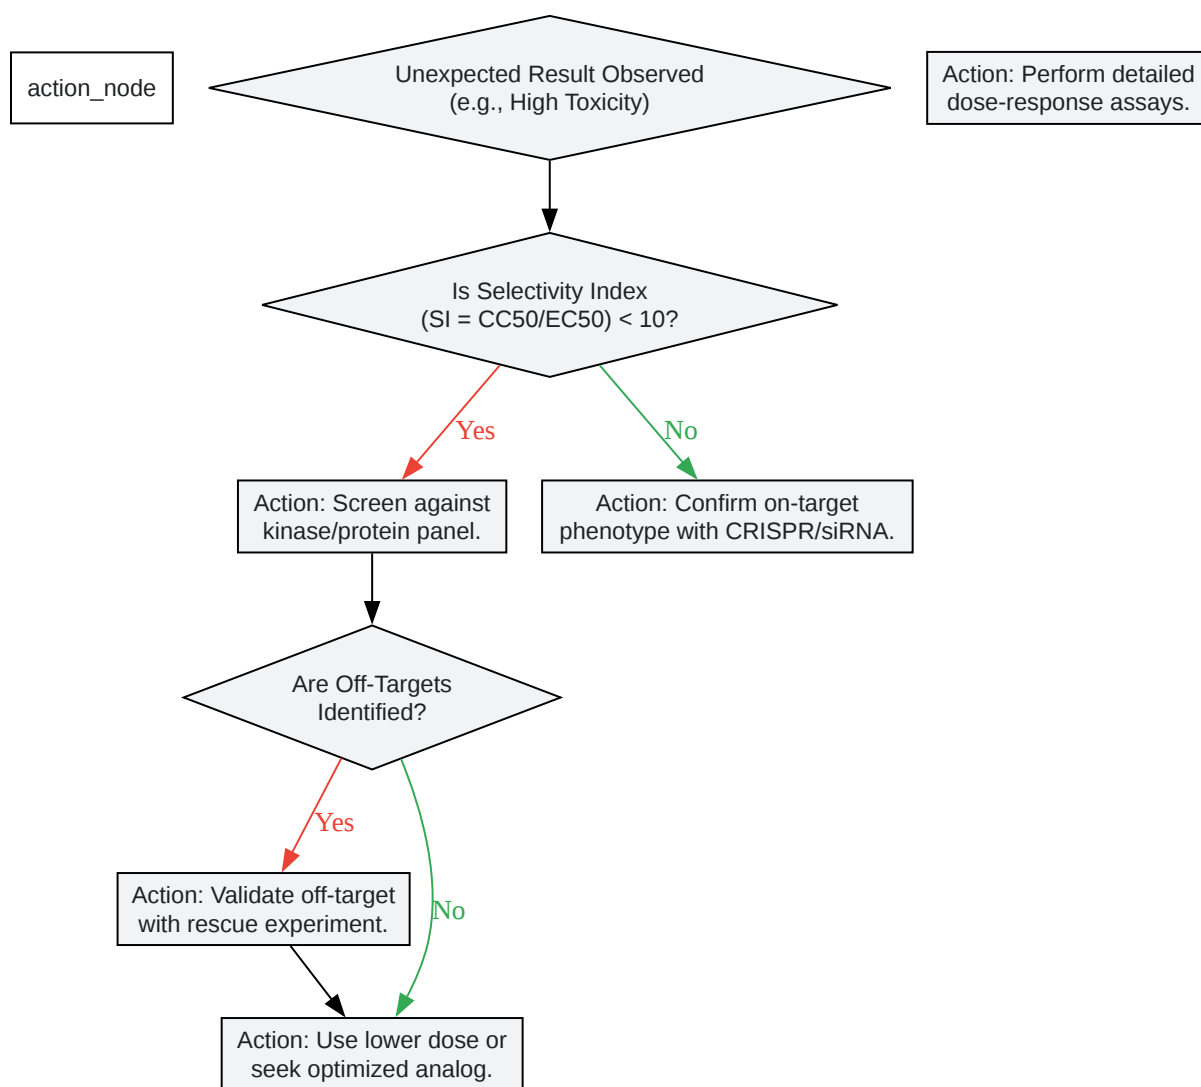 action_node
Unexpected Result Observed
(e.g., High Toxicity)
Action: Perform detailed
dose-response assays.
Is Selectivity Index
(SI = CC50/EC50) < 10?
Yes
No
Action: Screen against
kinase/protein panel.
Action: Confirm on-target
phenotype with CRISPR/siRNA.
Are Off-Targets
Identified?
Yes
Action: Validate off-target
with rescue experiment.
No
Action: Use lower dose or
seek optimized analog.